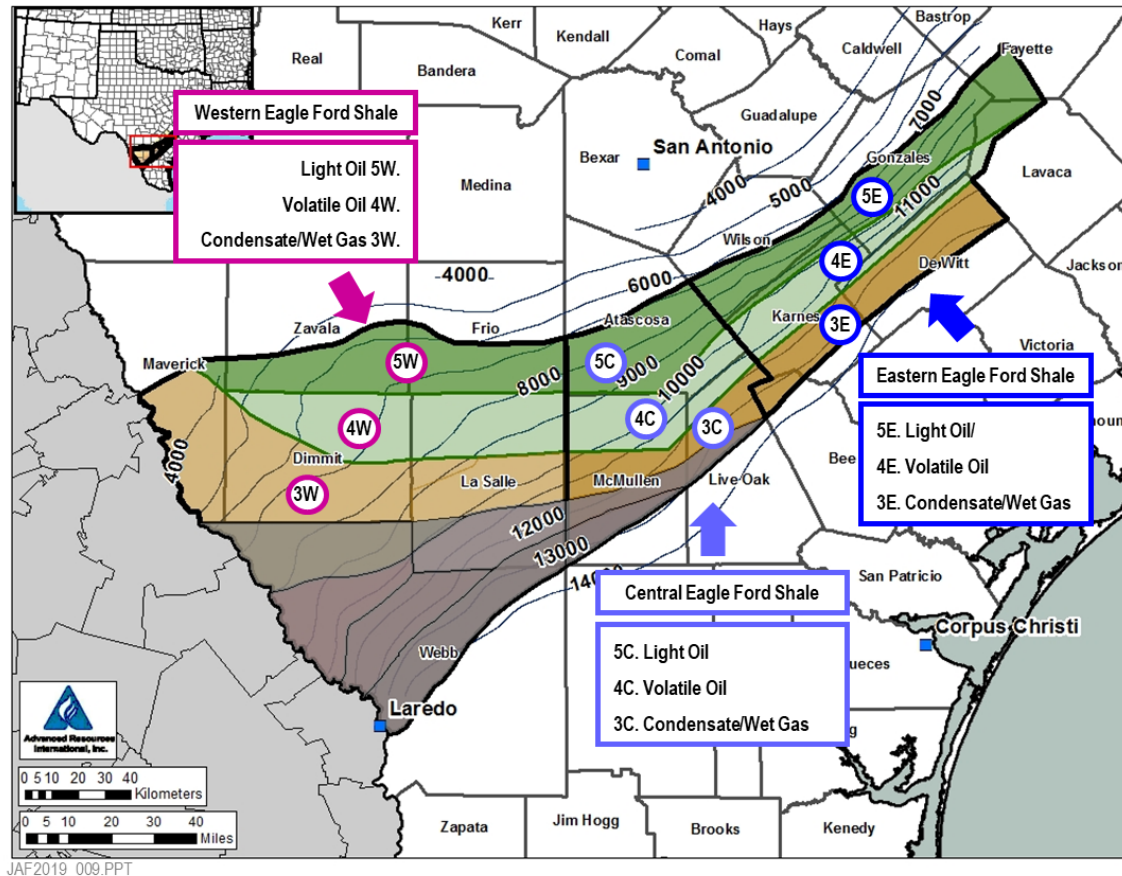 Kerr
Kendall
Hays
Bastrop
Real
Bandera
Comal
Caldwell
Fayette
Western Eagle Ford Shale
Light Oil 5W.
Volatile Oil 4W.
Condensate/Wet Gas 3W.
Medina
Guadalupe
7000
Bexar
San Antonio
Gonzales
Lavaca
4000
5000
11000
5E
Wilson
4E
De Witt
Jackson
-4000
6000
Zavala
Frio
Atascosa
Karnes
3E
Maverick
5W
5C
8000
9000
10000
Victoria
Eastern Eagle Ford Shale
5E. Light Oil/
4E. Volatile Oil
3E. Condensate/Wet Gas
4W
4C
3C
Dimmit
4000
3W
La Salle
McMullen
Live Oak
Bee
12000
13000
Central Eagle Ford Shale
5C. Light Oil
4C. Volatile Oil
3C. Condensate/Wet Gas
San Patricio
Corpus Christi
ueces
Webb
Laredo
Advanced Resources
International, Inc.
0 5 10 20 30 40
Kilometers
0 5 10 20 30 40
Miles
Zapata
Jim Hogg
Brooks
Kenedy
JAF2019_009.PPT